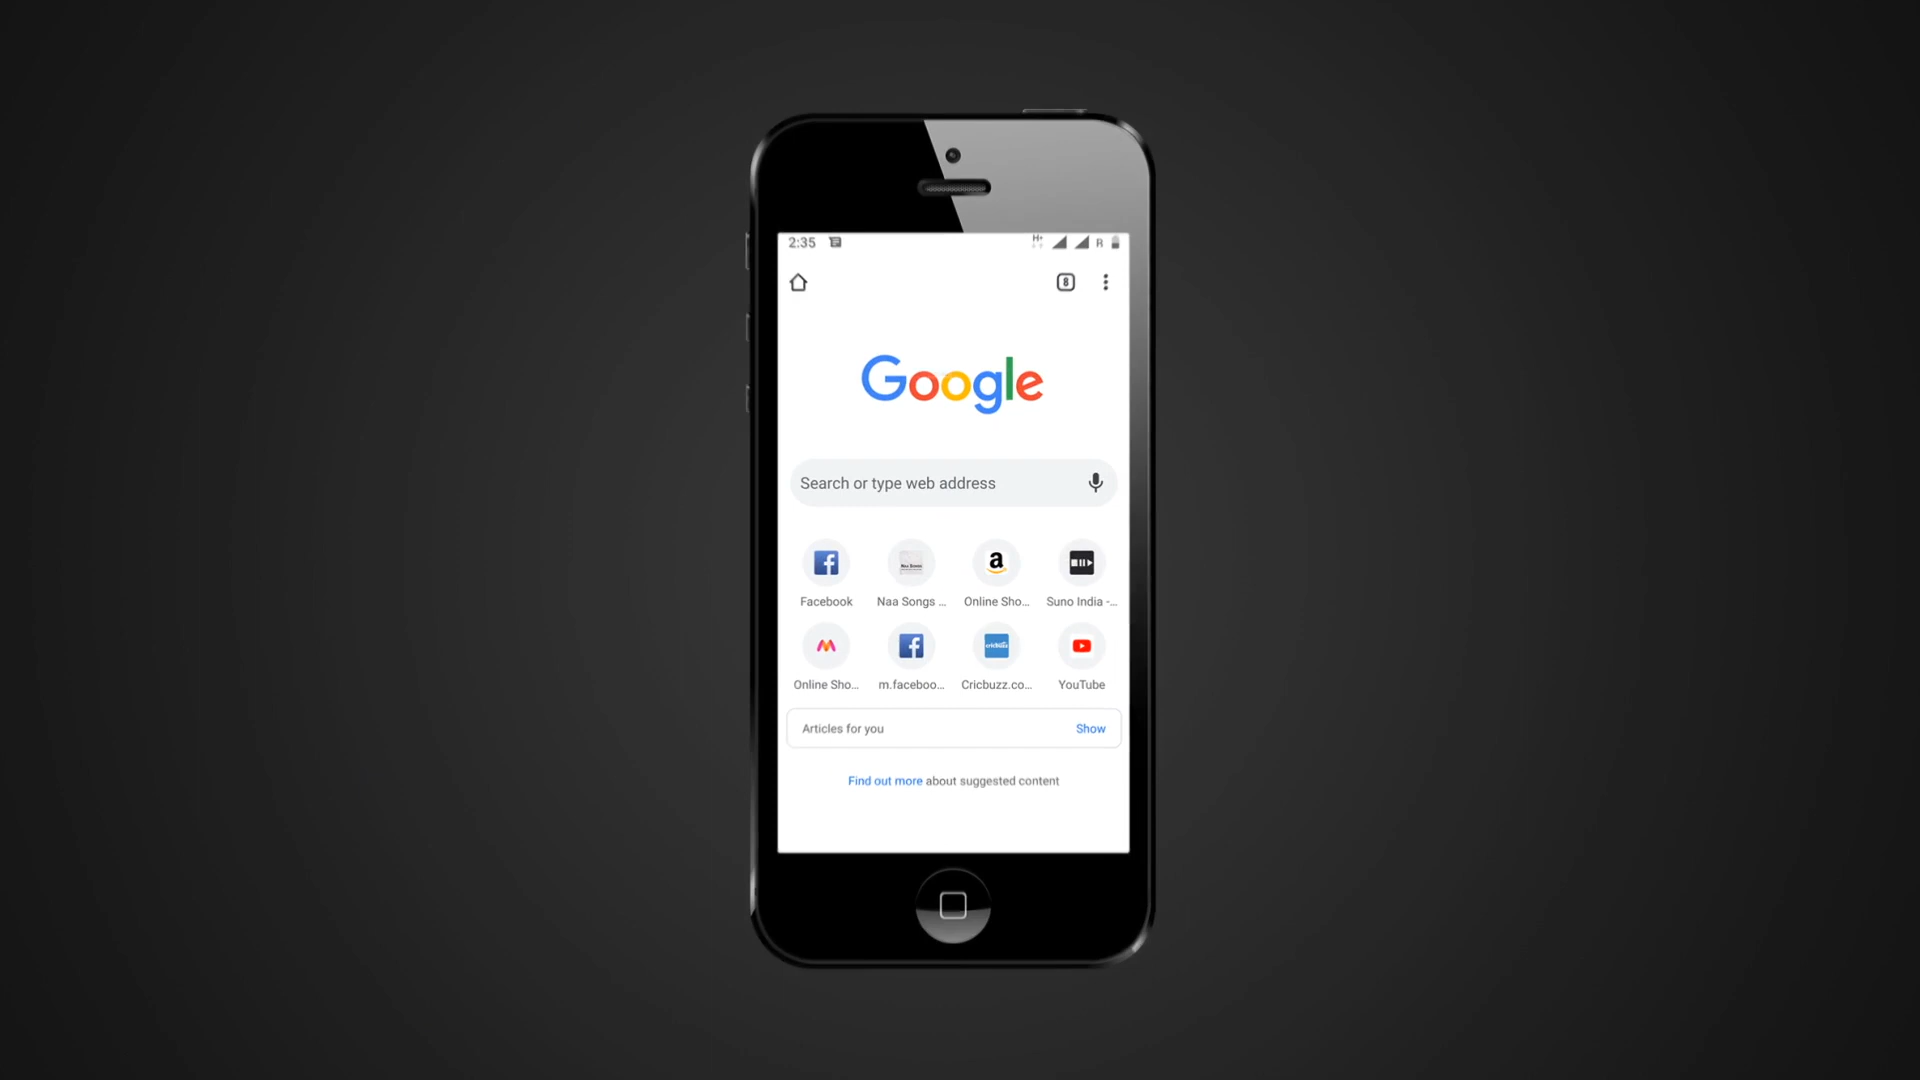 2:35 H+ R
8
Google
Search or type web address
Facebook Naa Songs ... Online Sho... Suno India -...
Online Sho... m.faceboo... Cricbuzz.co... YouTube
Articles for you Show
Find out more about suggested content